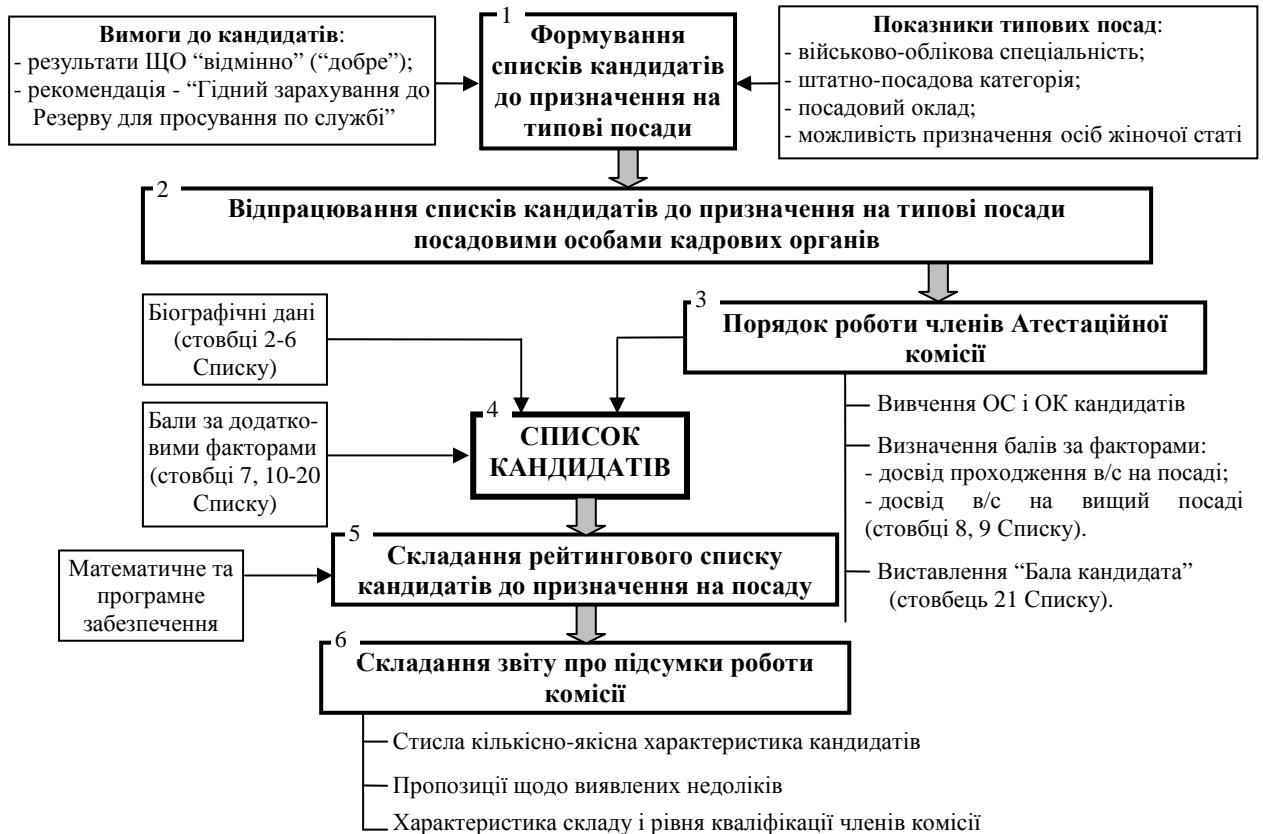 Вимоги до кандидатів:
- результати ЩО “відмінно” (“добре”);
- рекомендація - “Гідний зарахування до
Резерву для просування по службі”
1
Формування
списків кандидатів
до призначення на
типові посади
Показники типових посад:
- військово-облікова спеціальність;
- штатно-посадова категорія;
- посадовий оклад;
- можливість призначення осіб жіночої статі
2
Відпрацювання списків кандидатів до призначення на типові посади
посадовими особами кадрових органів
Біографічні дані
(стовбці 2-6
Списку)
3
Порядок роботи членів Атестаційної
комісії
Вивчення ОС і ОК кандидатів
Визначення балів за факторами:
- досвід проходження в/с на посаді;
- досвід в/с на вищий посаді
(стовбці 8, 9 Списку).
Виставлення “Бала кандидата”
(стовбець 21 Списку).
Бали за додатко-
вими факторами
(стовбці 7, 10-20
Списку)
4
СПИСОК
КАНДИДАТІВ
5
Складання рейтингового списку
кандидатів до призначення на посаду
Математичне та
програмне
забезпечення
6
Складання звіту про підсумки роботи
комісії
Стисла кількісно-якісна характеристика кандидатів
Пропозиції щодо виявлених недоліків
Характеристика складу і рівня кваліфікації членів комісії